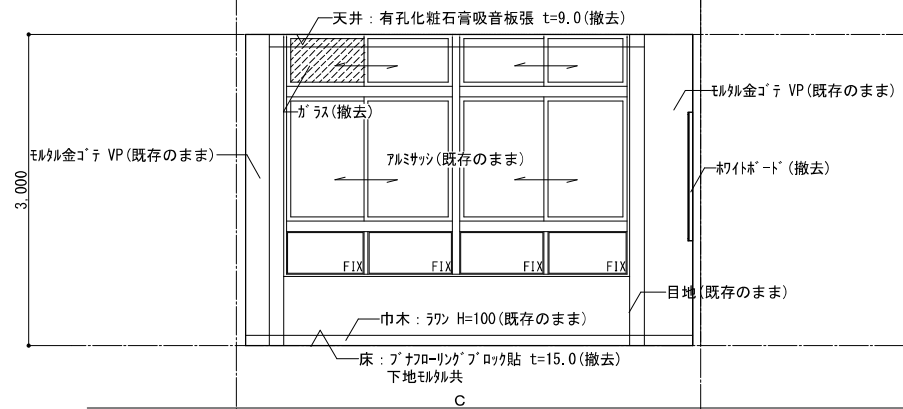 天井：有孔化粧石膏吸音板張 t=9.0(撤去)
ガラス(撤去)
ﾓﾙﾀﾙ金ｺﾞﾃ VP(既存のまま)
ﾓﾙﾀﾙ金ｺﾞﾃ VP(既存のまま)
ｱﾙﾐｻｯｼ(既存のまま)
ﾎﾜｲﾄﾎﾞｰﾄﾞ(撤去)
3,000
FIX
FIX
FIX
FIX
目地(既存のまま)
巾木：ﾗﾜﾝ H=100(既存のまま)
床：ﾌﾞﾅﾌﾛｰﾘﾝｸﾞﾌﾞﾛｯｸ貼 t=15.0(撤去)
下地ﾓﾙﾀﾙ共
C